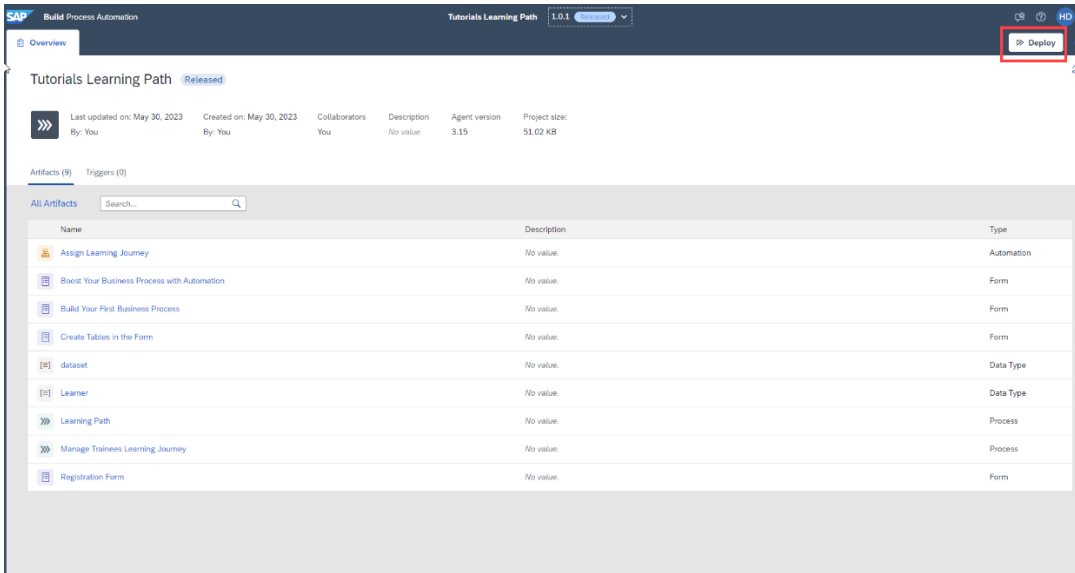 SAP Build Process Automation Tutorials Learning Path 1.0.1 Released HD
Overview Deploy
Tutorials Learning Path Released
Last updated on: May 30, 2023 Created on: May 30, 2023 Collaborators Description Agent version Project size:
By: You By: You You No value 3.15 51.02 KB
Artifacts (9) Triggers (0)
All Artifacts Search...
Name Description Type
Assign Learning Journey No value. Automation
Boost Your Business Process with Automation No value. Form
Build Your First Business Process No value. Form
Create Tables in the Form No value. Form
dataset No value. Data Type
Learner No value. Data Type
Learning Path No value. Process
Manage Trainees Learning Journey No value. Process
Registration Form No value. Form